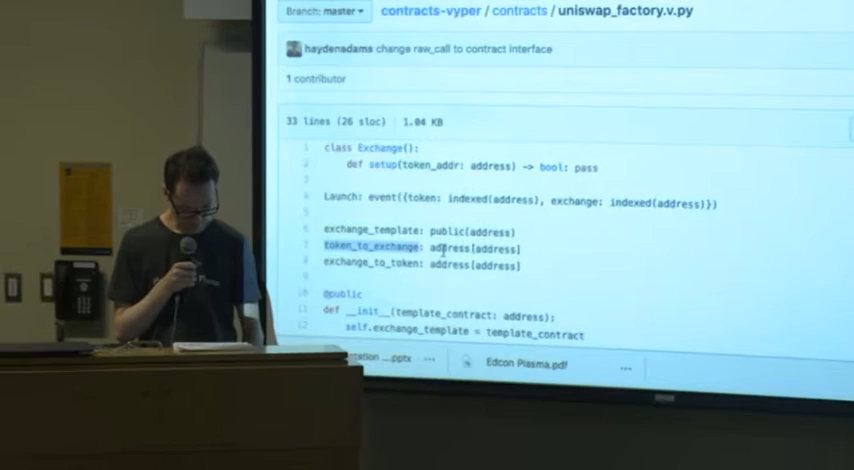 Branch: master
contracts-vyper / contracts / uniswap_factory.v.py
haydenadams change raw_call to contract interface
1 contributor
33 lines (26 sloc) 1.04 KB
1 class Exchange():
2 def setup(token_addr: address) -> bool: pass
3
4 Launch: event({token: indexed(address), exchange: indexed(address)})
5
6 exchange_template: public(address)
7 token_to_exchange: address[address]
8 exchange_to_token: address[address]
9
10 @public
11 def __init__(template_contract: address):
12 self.exchange_template = template_contract
...pptx
Edcon Plasma.pdf